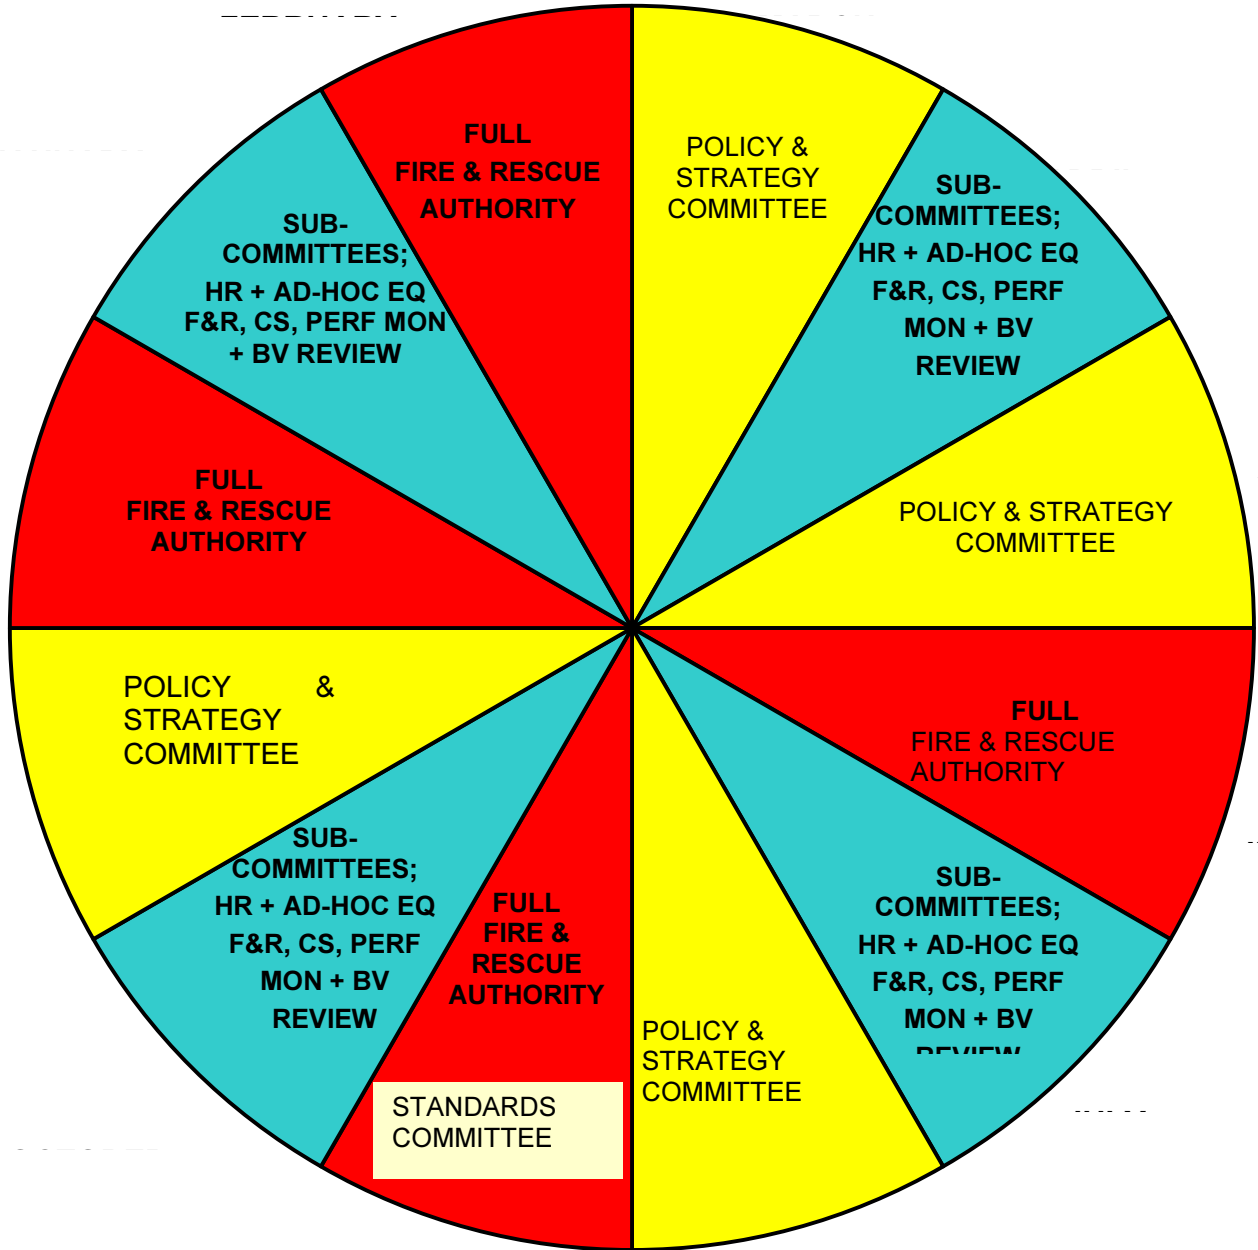 FULL
FIRE & RESCUE
AUTHORITY
POLICY &
STRATEGY
COMMITTEE
SUB-
COMMITTEES;
HR + AD-HOC EQ
F&R, CS, PERF
MON + BV
REVIEW
POLICY & STRATEGY
COMMITTEE
FULL
FIRE & RESCUE
AUTHORITY
SUB-
COMMITTEES;
HR + AD-HOC EQ
F&R, CS, PERF
MON + BV
REVIEW
POLICY &
STRATEGY
COMMITTEE
FULL
FIRE &
RESCUE
AUTHORITY
STANDARDS
COMMITTEE
SUB-
COMMITTEES;
HR + AD-HOC EQ
F&R, CS, PERF
MON + BV
REVIEW
POLICY &
STRATEGY
COMMITTEE
FULL
FIRE & RESCUE
AUTHORITY
SUB-
COMMITTEES;
HR + AD-HOC EQ
F&R, CS, PERF MON
+ BV REVIEW